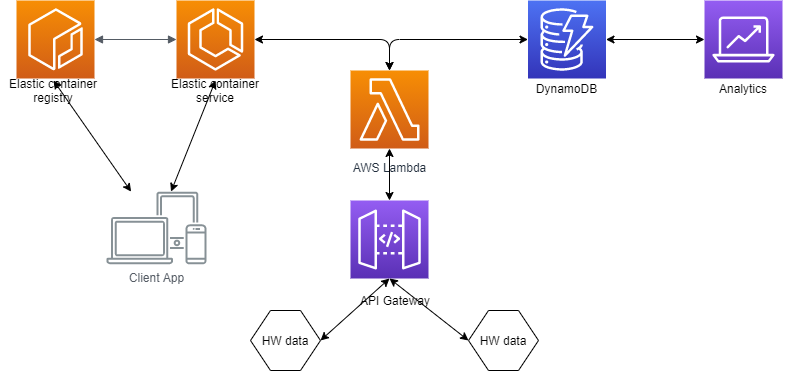 Elastic container
registry
Elastic container
service
DynamoDB
Analytics
AWS Lambda
</>
API Gateway
Client App
HW data
HW data